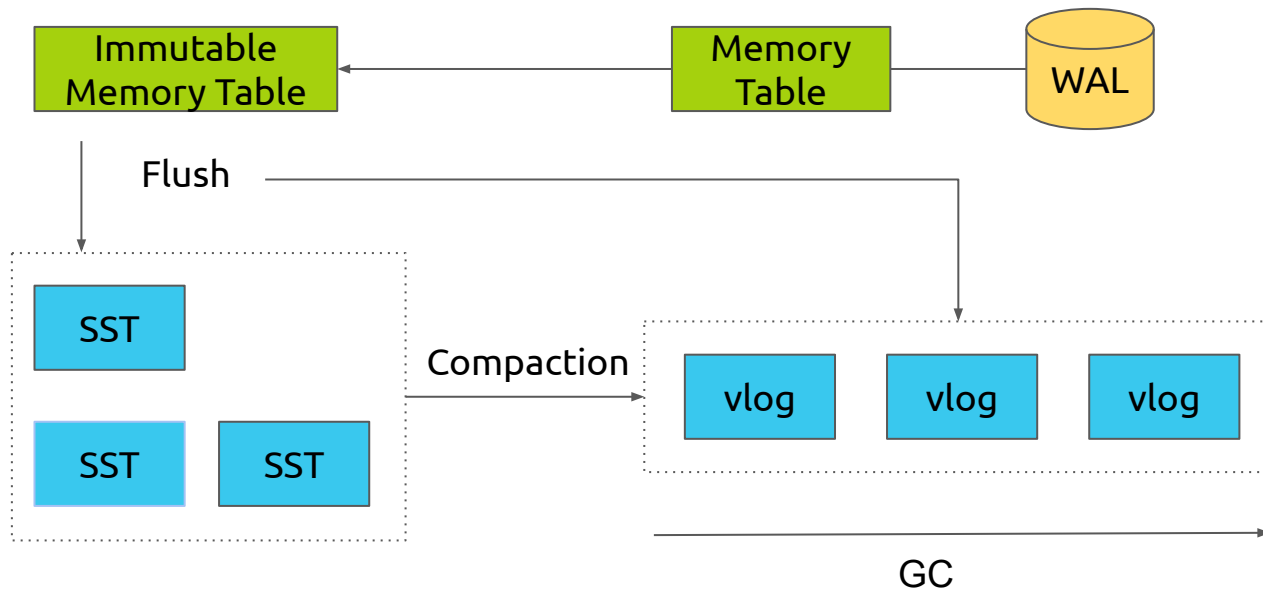 Immutable
Memory Table
Memory
Table
WAL
Flush
SST
SST
SST
Compaction
vlog
vlog
vlog
GC